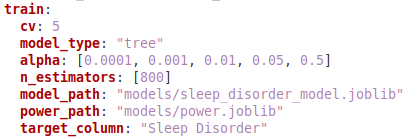 train:
  cv: 5
  model_type: "tree"
  alpha: [0.0001, 0.001, 0.01, 0.05, 0.5]
  n_estimators: [800]
  model_path: "models/sleep_disorder_model.joblib"
  power_path: "models/power.joblib"
  target_column: "Sleep Disorder"